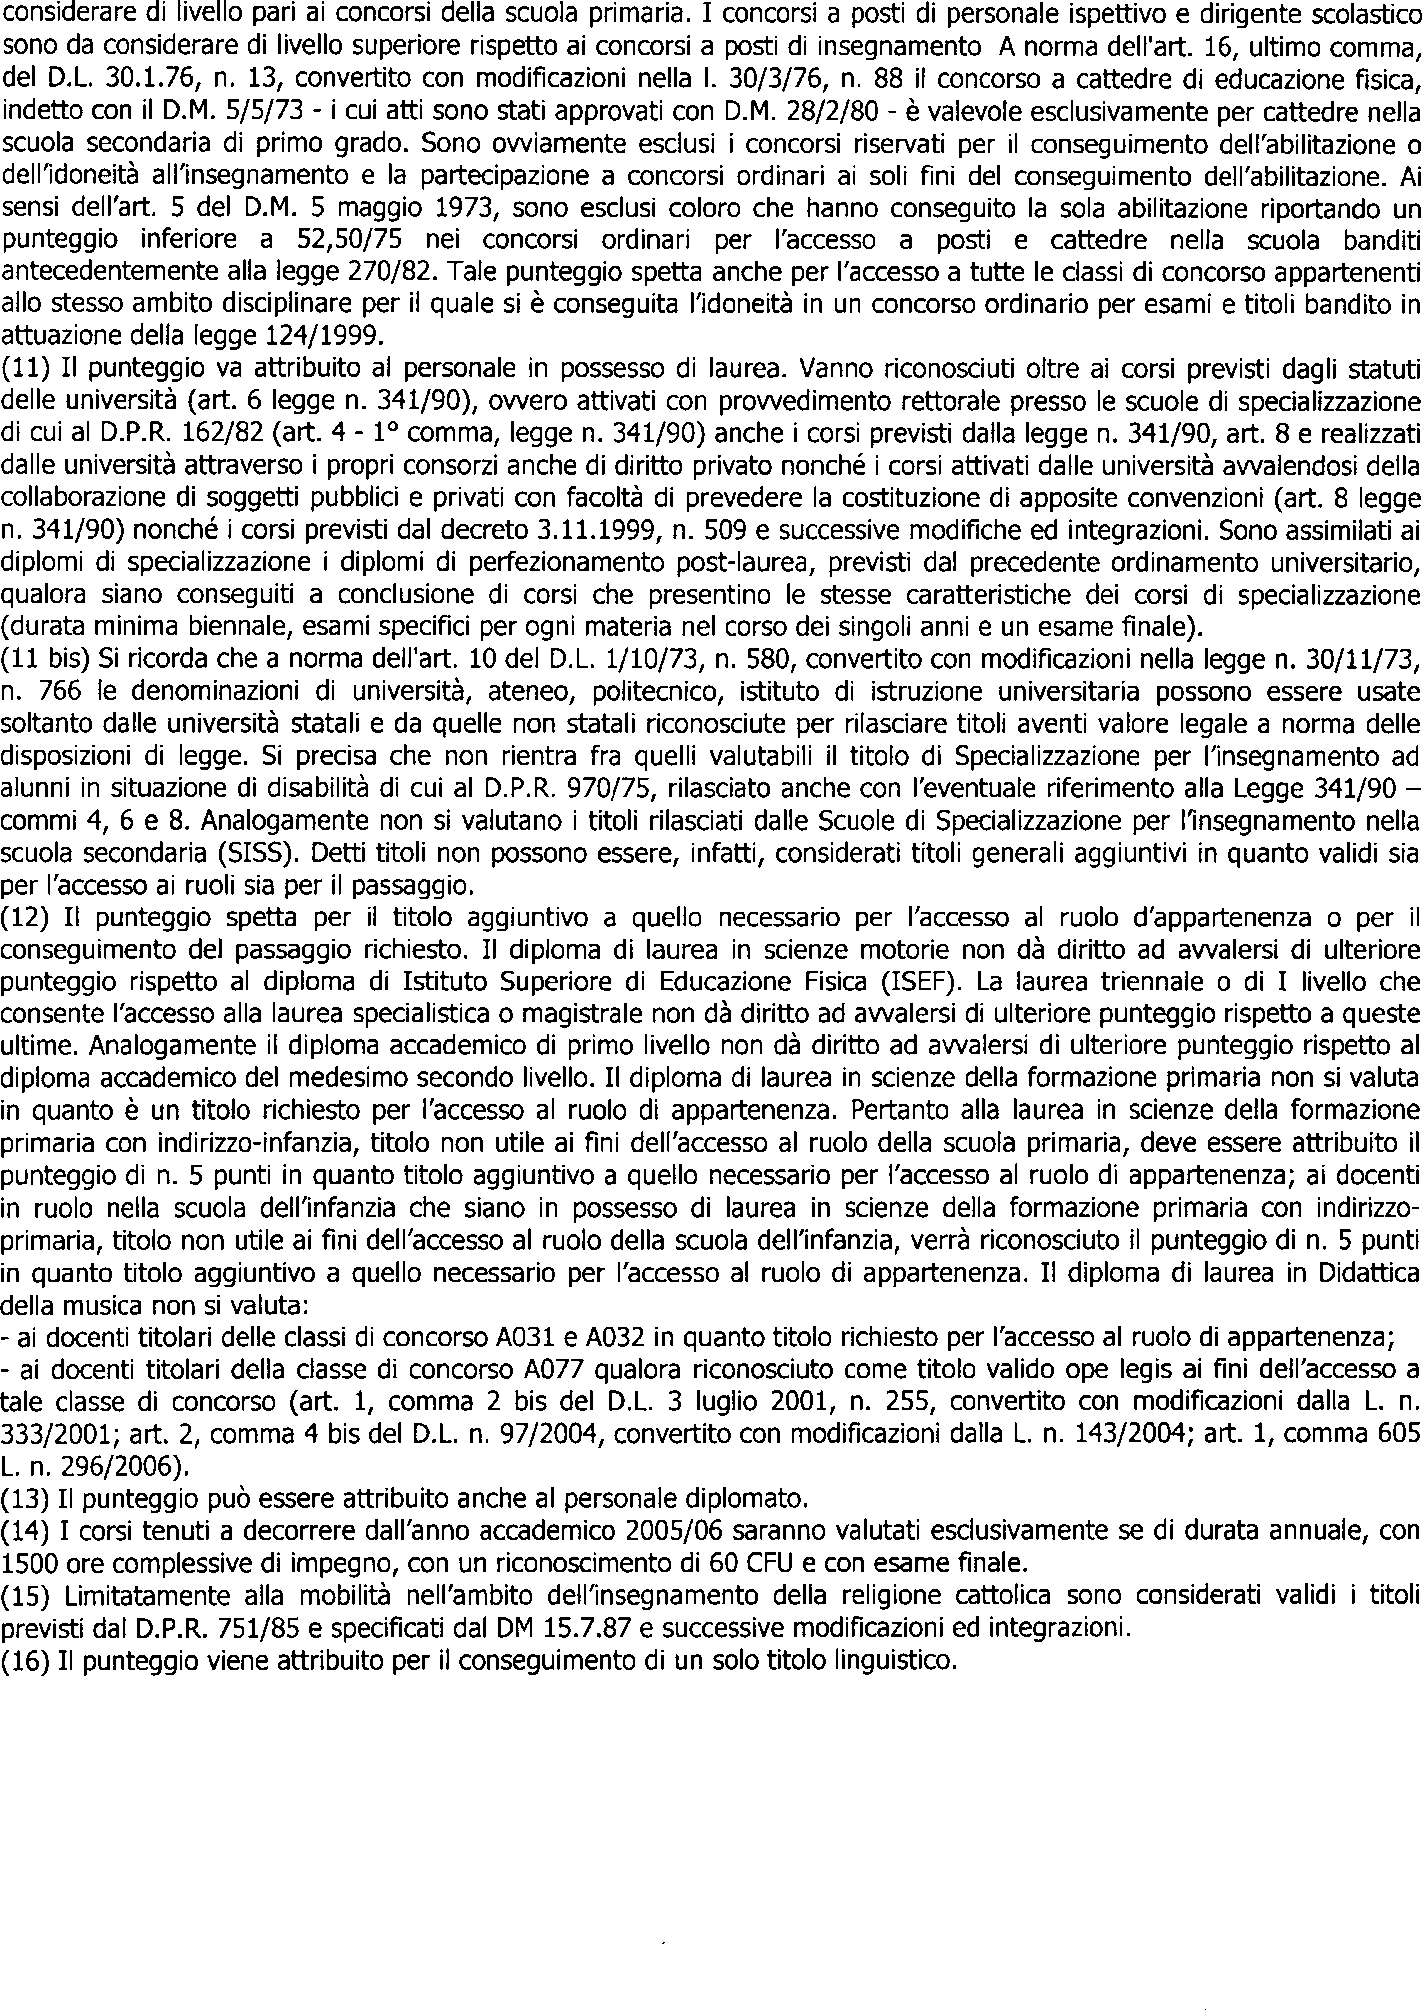 considerare di livello pari ai concorsi della scuola primaria. I concorsi a posti di personale ispettivo e dirigente scolastico
sono da considerare di livello superiore rispetto ai concorsi a posti di insegnamento A norma dell'art. 16, ultimo comma,
del D.L. 30.1.76, n. 13, convertito con modificazioni nella l. 30/3/76, n. 88 il concorso a cattedre di educazione fisica,
indetto con il D.M. 5/5/73 - i cui atti sono stati approvati con D.M. 28/2/80 - è valevole esclusivamente per cattedre nella
scuola secondaria di primo grado. Sono ovviamente esclusi i concorsi riservati per il conseguimento dell'abilitazione o
dell'idoneità all'insegnamento e la partecipazione a concorsi ordinari ai soli fini del conseguimento dell'abilitazione. Ai
sensi dell'art. 5 del D.M. 5 maggio 1973, sono esclusi coloro che hanno conseguito la sola abilitazione riportando un
punteggio inferiore a 52,50/75 nei concorsi ordinari per l'accesso a posti e cattedre nella scuola banditi
antecedentemente alla legge 270/82. Tale punteggio spetta anche per l'accesso a tutte le classi di concorso appartenenti
allo stesso ambito disciplinare per il quale si è conseguita l'idoneità in un concorso ordinario per esami e titoli bandito in
attuazione della legge 124/1999.
(11) Il punteggio va attribuito al personale in possesso di laurea. Vanno riconosciuti oltre ai corsi previsti dagli statuti
delle università (art. 6 legge n. 341/90), ovvero attivati con provvedimento rettorale presso le scuole di specializzazione
di cui al D.P.R. 162/82 (art. 4 - 1° comma, legge n. 341/90) anche i corsi previsti dalla legge n. 341/90, art. 8 e realizzati
dalle università attraverso i propri consorzi anche di diritto privato nonché i corsi attivati dalle università avvalendosi della
collaborazione di soggetti pubblici e privati con facoltà di prevedere la costituzione di apposite convenzioni (art. 8 legge
n. 341/90) nonché i corsi previsti dal decreto 3.11.1999, n. 509 e successive modifiche ed integrazioni. Sono assimilati ai
diplomi di specializzazione i diplomi di perfezionamento post-laurea, previsti dal precedente ordinamento universitario,
qualora siano conseguiti a conclusione di corsi che presentino le stesse caratteristiche dei corsi di specializzazione
(durata minima biennale, esami specifici per ogni materia nel corso dei singoli anni e un esame finale).
(11 bis) Si ricorda che a norma dell'art. 10 del D.L. 1/10/73, n. 580, convertito con modificazioni nella legge n. 30/11/73,
n. 766 le denominazioni di università, ateneo, politecnico, istituto di istruzione universitaria possono essere usate
soltanto dalle università statali e da quelle non statali riconosciute per rilasciare titoli aventi valore legale a norma delle
disposizioni di legge. Si precisa che non rientra fra quelli valutabili il titolo di Specializzazione per l'insegnamento ad
alunni in situazione di disabilità di cui al D.P.R. 970/75, rilasciato anche con l'eventuale riferimento alla Legge 341/90 –
commi 4, 6 e 8. Analogamente non si valutano i titoli rilasciati dalle Scuole di Specializzazione per l'insegnamento nella
scuola secondaria (SISS). Detti titoli non possono essere, infatti, considerati titoli generali aggiuntivi in quanto validi sia
per l'accesso ai ruoli sia per il passaggio.
(12) Il punteggio spetta per il titolo aggiuntivo a quello necessario per l'accesso al ruolo d'appartenenza o per il
conseguimento del passaggio richiesto. Il diploma di laurea in scienze motorie non dà diritto ad avvalersi di ulteriore
punteggio rispetto al diploma di Istituto Superiore di Educazione Fisica (ISEF). La laurea triennale o di I livello che
consente l'accesso alla laurea specialistica o magistrale non dà diritto ad avvalersi di ulteriore punteggio rispetto a queste
ultime. Analogamente il diploma accademico di primo livello non dà diritto ad avvalersi di ulteriore punteggio rispetto al
diploma accademico del medesimo secondo livello. Il diploma di laurea in scienze della formazione primaria non si valuta
in quanto è un titolo richiesto per l'accesso al ruolo di appartenenza. Pertanto alla laurea in scienze della formazione
primaria con indirizzo-infanzia, titolo non utile ai fini dell'accesso al ruolo della scuola primaria, deve essere attribuito il
punteggio di n. 5 punti in quanto titolo aggiuntivo a quello necessario per l'accesso al ruolo di appartenenza; ai docenti
in ruolo nella scuola dell'infanzia che siano in possesso di laurea in scienze della formazione primaria con indirizzo-
primaria, titolo non utile ai fini dell'accesso al ruolo della scuola dell'infanzia, verrà riconosciuto il punteggio di n. 5 punti
in quanto titolo aggiuntivo a quello necessario per l'accesso al ruolo di appartenenza. Il diploma di laurea in Didattica
della musica non si valuta:
- ai docenti titolari delle classi di concorso A031 e A032 in quanto titolo richiesto per l'accesso al ruolo di appartenenza;
- ai docenti titolari della classe di concorso A077 qualora riconosciuto come titolo valido ope legis ai fini dell'accesso a
tale classe di concorso (art. 1, comma 2 bis del D.L. 3 luglio 2001, n. 255, convertito con modificazioni dalla L. n.
333/2001; art. 2, comma 4 bis del D.L. n. 97/2004, convertito con modificazioni dalla L. n. 143/2004; art. 1, comma 605
L. n. 296/2006).
(13) Il punteggio può essere attribuito anche al personale diplomato.
(14) I corsi tenuti a decorrere dall'anno accademico 2005/06 saranno valutati esclusivamente se di durata annuale, con
1500 ore complessive di impegno, con un riconoscimento di 60 CFU e con esame finale.
(15) Limitatamente alla mobilità nell'ambito dell'insegnamento della religione cattolica sono considerati validi i titoli
previsti dal D.P.R. 751/85 e specificati dal DM 15.7.87 e successive modificazioni ed integrazioni.
(16) Il punteggio viene attribuito per il conseguimento di un solo titolo linguistico.